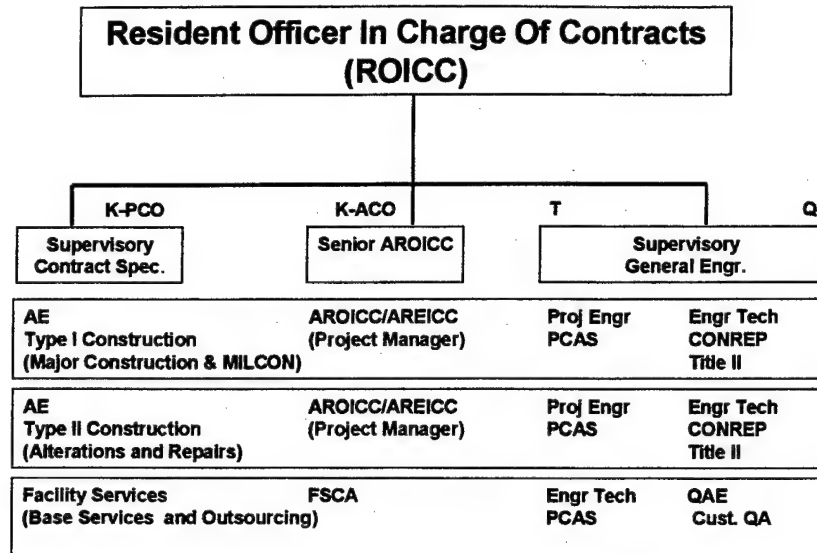 Resident Officer In Charge Of Contracts
(ROICC)
K-PCO K-ACO T Q
Supervisory
Contract Spec.
Senior AROICC
Supervisory
General Engr.
AE AROICC/AREICC Proj Engr Engr Tech
Type I Construction (Project Manager) PCAS CONREP
(Major Construction & MILCON) Title II
AE AROICC/AREICC Proj Engr Engr Tech
Type II Construction (Project Manager) PCAS CONREP
(Alterations and Repairs) Title II
Facility Services FSCA Engr Tech QAE
(Base Services and Outsourcing) PCAS Cust. QA